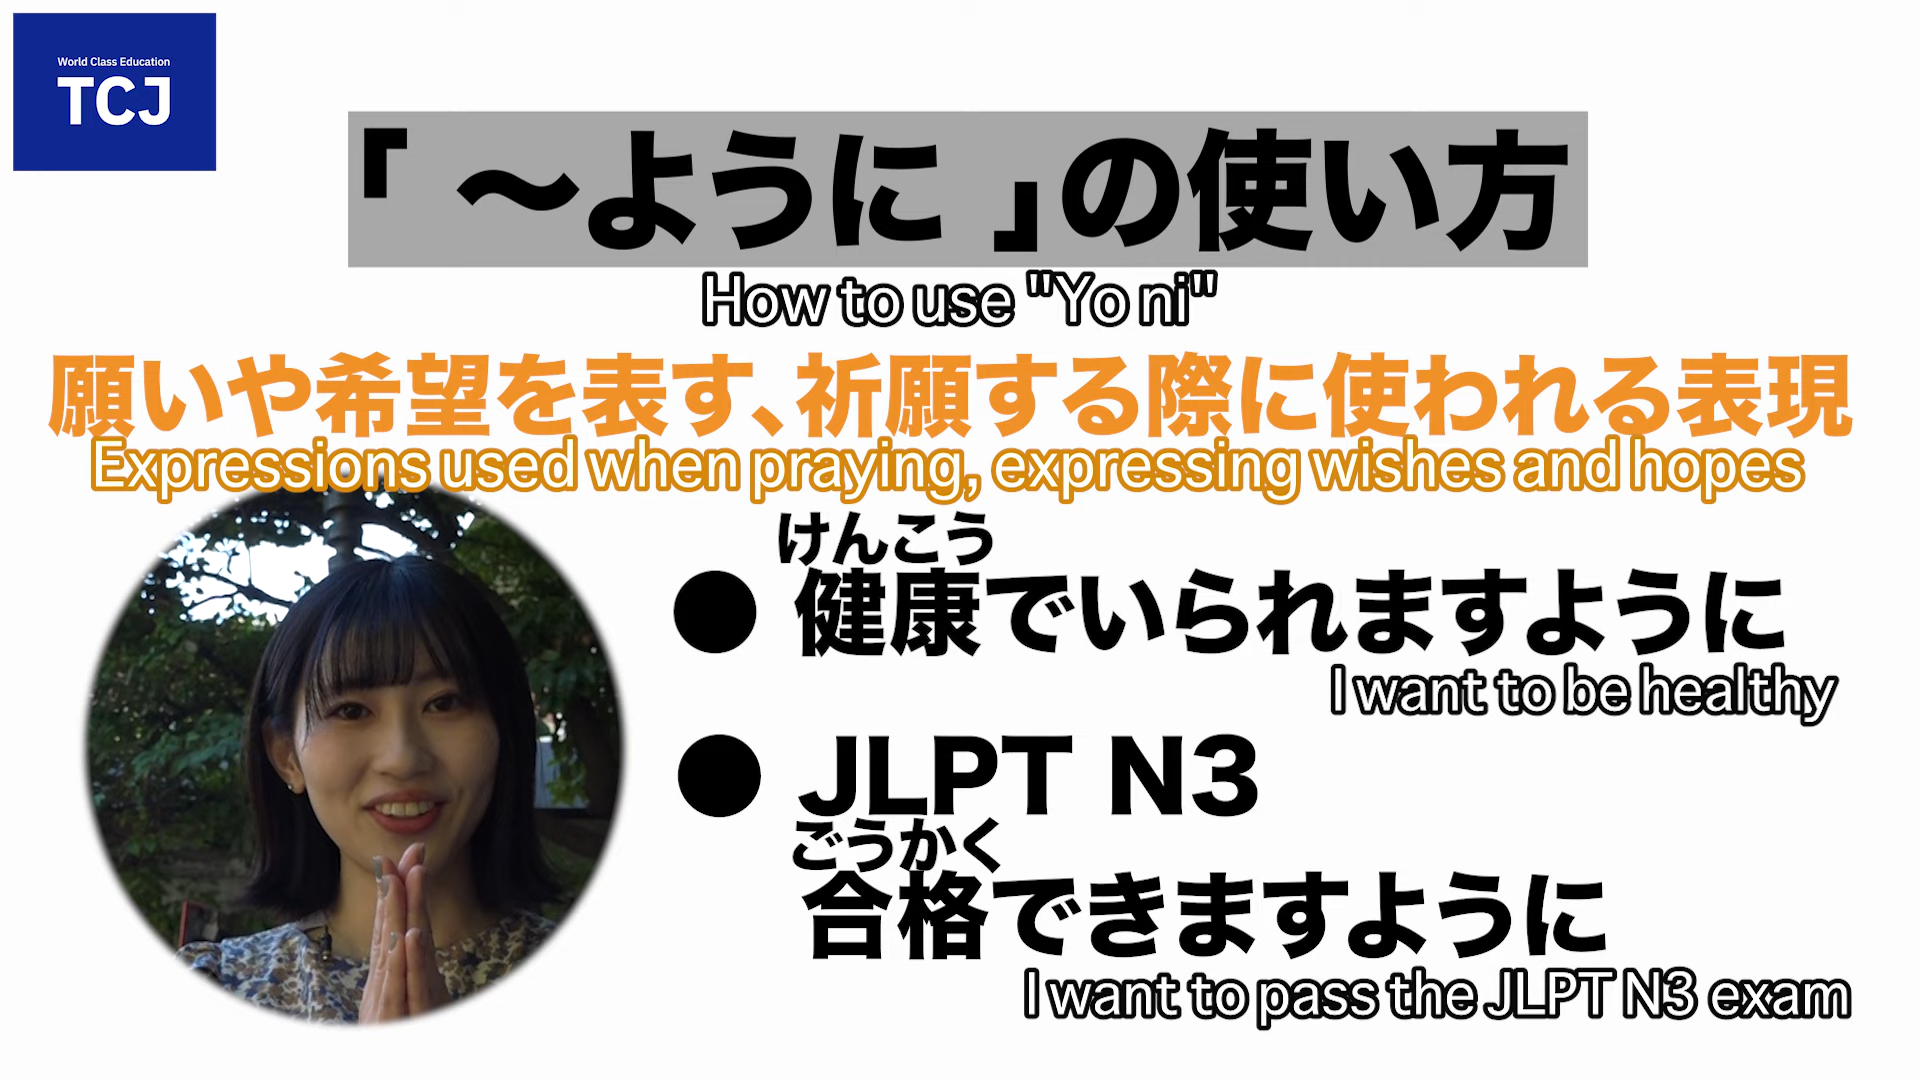 World Class Education
TCJ
「 ～ように 」の使い方
How to use "Yo ni"
願いや希望を表す、祈願する際に使われる表現
Expressions used when praying, expressing wishes and hopes
けんこう
● 健康でいられますように
I want to be healthy
● JLPT N3
ごうかく
合格できますように
I want to pass the JLPT N3 exam